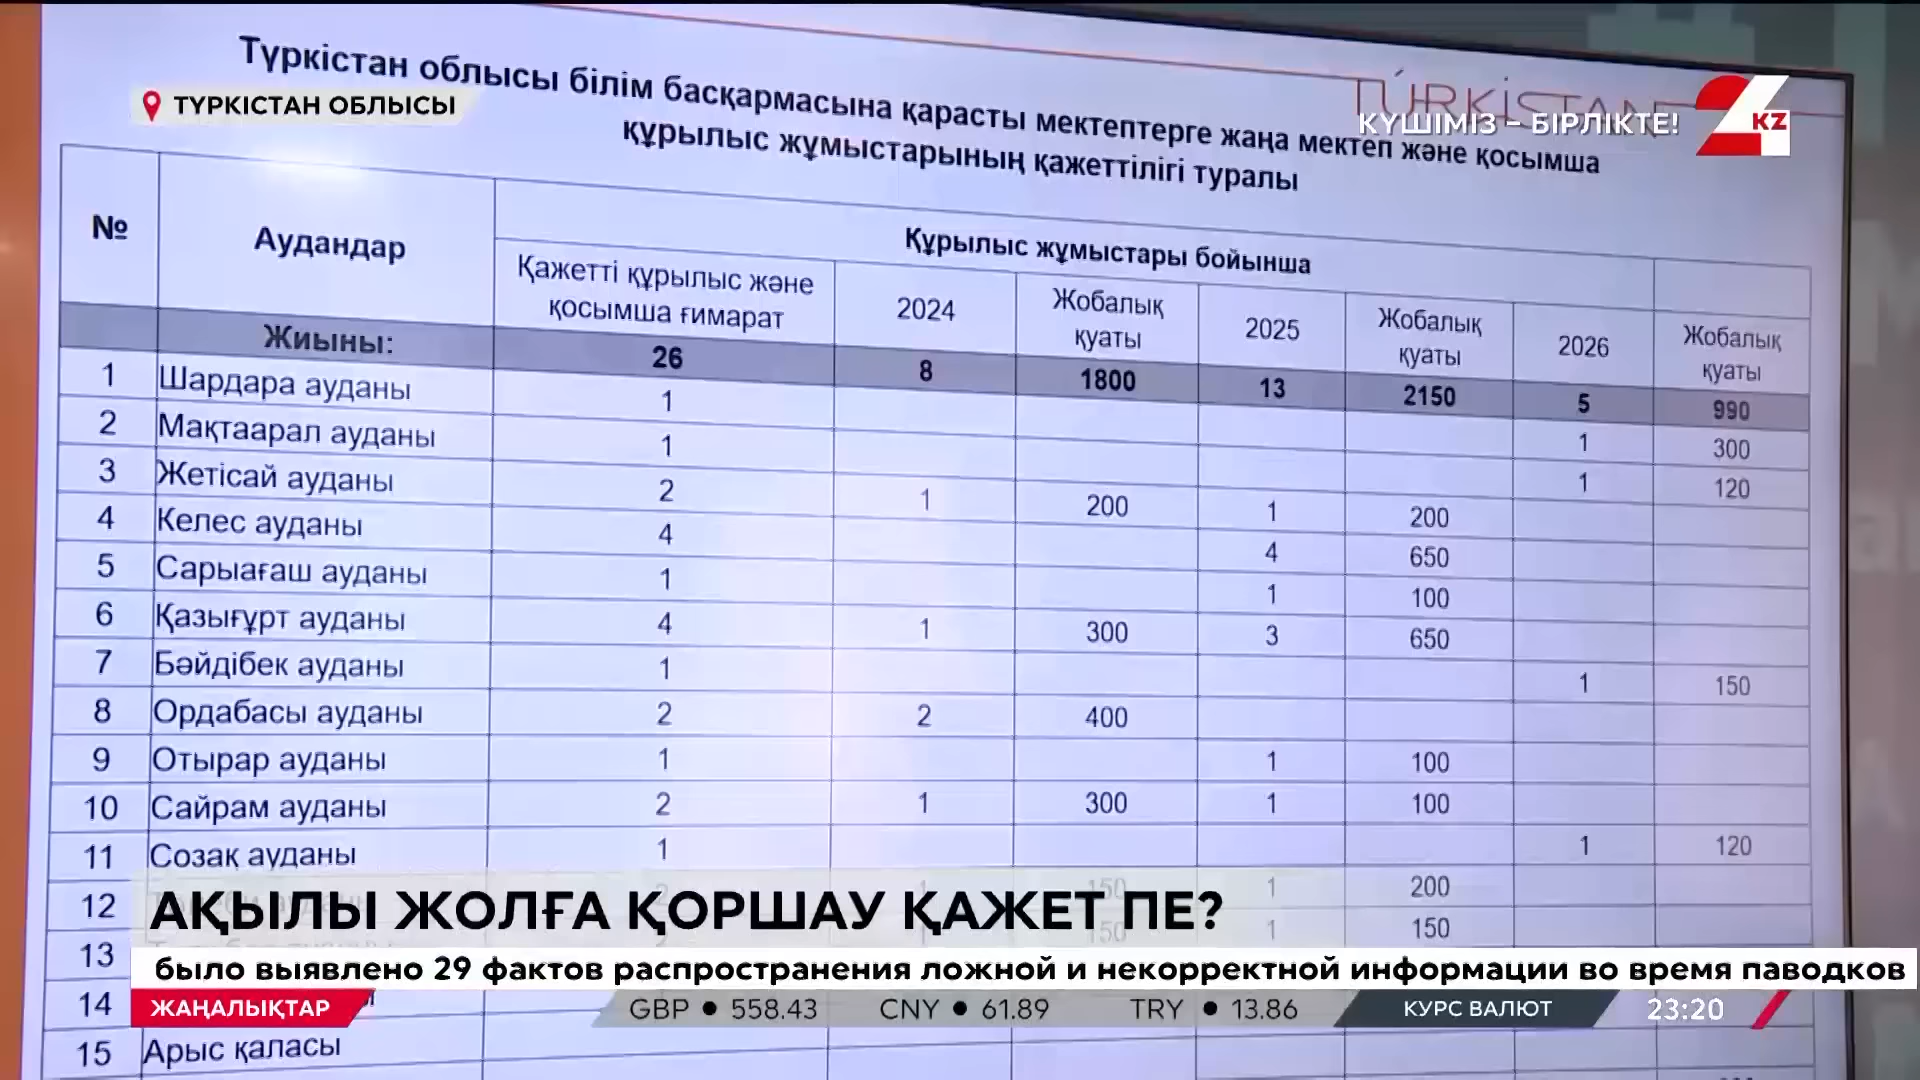 Түркістан облысы білім басқармасына қарасты мектептерге жаңа мектеп және қосымша
құрылыс жұмыстарының қажеттілігі туралы
TÚRKİSTAN
ТҮРКІСТАН ОБЛЫСЫ
КҮШІМІЗ – БІРЛІКТЕ!
24 KZ
№ Аудандар Құрылыс жұмыстары бойынша
Қажетті құрылыс және қосымша ғимарат 2024 Жобалық қуаты 2025 Жобалық қуаты 2026 Жобалық қуаты
Жиыны: 26 8 1800 13 2150 5 990
1 Шардара ауданы 1 1 300
2 Мақтаарал ауданы 1 1 120
3 Жетісай ауданы 2 1 200 1 200
4 Келес ауданы 4 4 650
5 Сарыағаш ауданы 1 1 100
6 Қазығұрт ауданы 4 1 300 3 650
7 Бәйдібек ауданы 1 1 150
8 Ордабасы ауданы 2 2 400
9 Отырар ауданы 1 1 100
10 Сайрам ауданы 2 1 300 1 100
11 Созақ ауданы 1 1 120
12 150 1 200
13 150 1 150
14
15 Арыс қаласы
АҚЫЛЫ ЖОЛҒА ҚОРШАУ ҚАЖЕТ ПЕ?
было выявлено 29 фактов распространения ложной и некорректной информации во время паводков
ЖАҢАЛЫҚТАР GBP ● 558.43 CNY ● 61.89 TRY ● 13.86 КУРС ВАЛЮТ 23:20